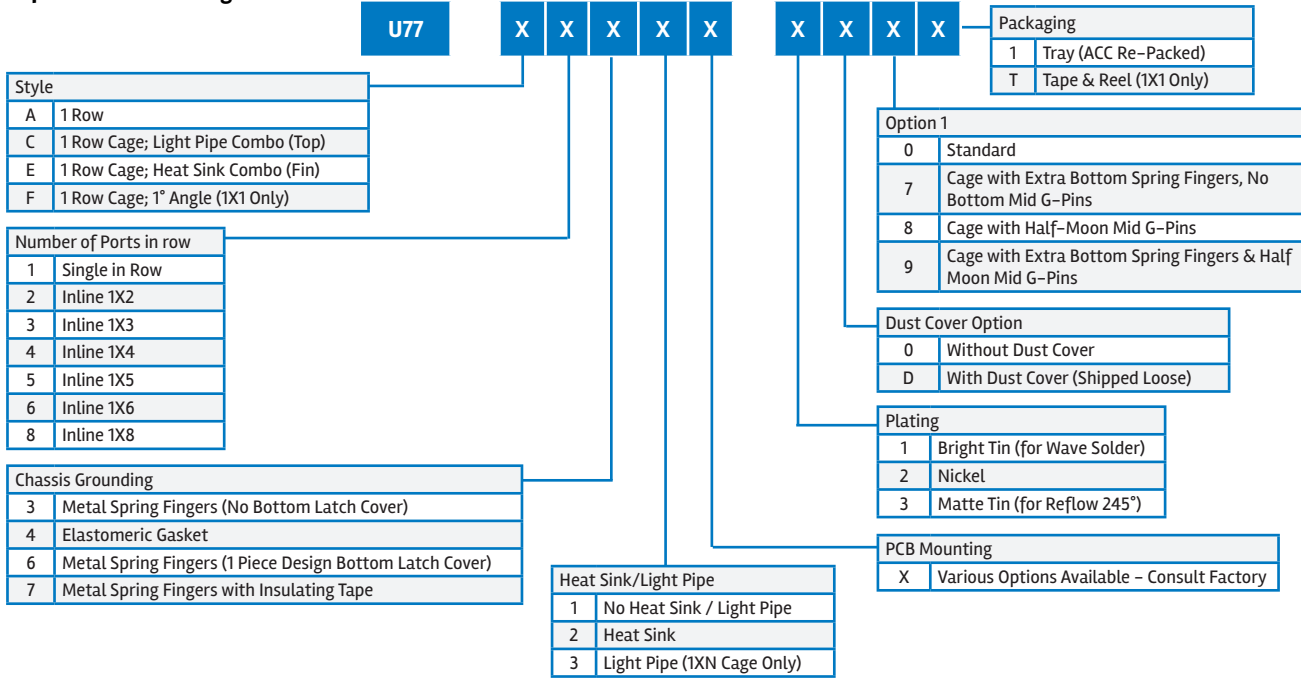 U77 X X X X X X X X X
Packaging
1 Tray (ACC Re-Packed)
T Tape & Reel (1X1 Only)
Style
A 1 Row
C 1 Row Cage; Light Pipe Combo (Top)
E 1 Row Cage; Heat Sink Combo (Fin)
F 1 Row Cage; 1° Angle (1X1 Only)
Option 1
0 Standard
7 Cage with Extra Bottom Spring Fingers, No
Bottom Mid G-Pins
8 Cage with Half-Moon Mid G-Pins
9 Cage with Extra Bottom Spring Fingers & Half
Moon Mid G-Pins
Number of Ports in row
1 Single in Row
2 Inline 1X2
3 Inline 1X3
4 Inline 1X4
5 Inline 1X5
6 Inline 1X6
8 Inline 1X8
Dust Cover Option
0 Without Dust Cover
D With Dust Cover (Shipped Loose)
Plating
1 Bright Tin (for Wave Solder)
2 Nickel
3 Matte Tin (for Reflow 245°)
Chassis Grounding
3 Metal Spring Fingers (No Bottom Latch Cover)
4 Elastomeric Gasket
6 Metal Spring Fingers (1 Piece Design Bottom Latch Cover)
7 Metal Spring Fingers with Insulating Tape
PCB Mounting
X Various Options Available - Consult Factory
Heat Sink/Light Pipe
1 No Heat Sink / Light Pipe
2 Heat Sink
3 Light Pipe (1XN Cage Only)